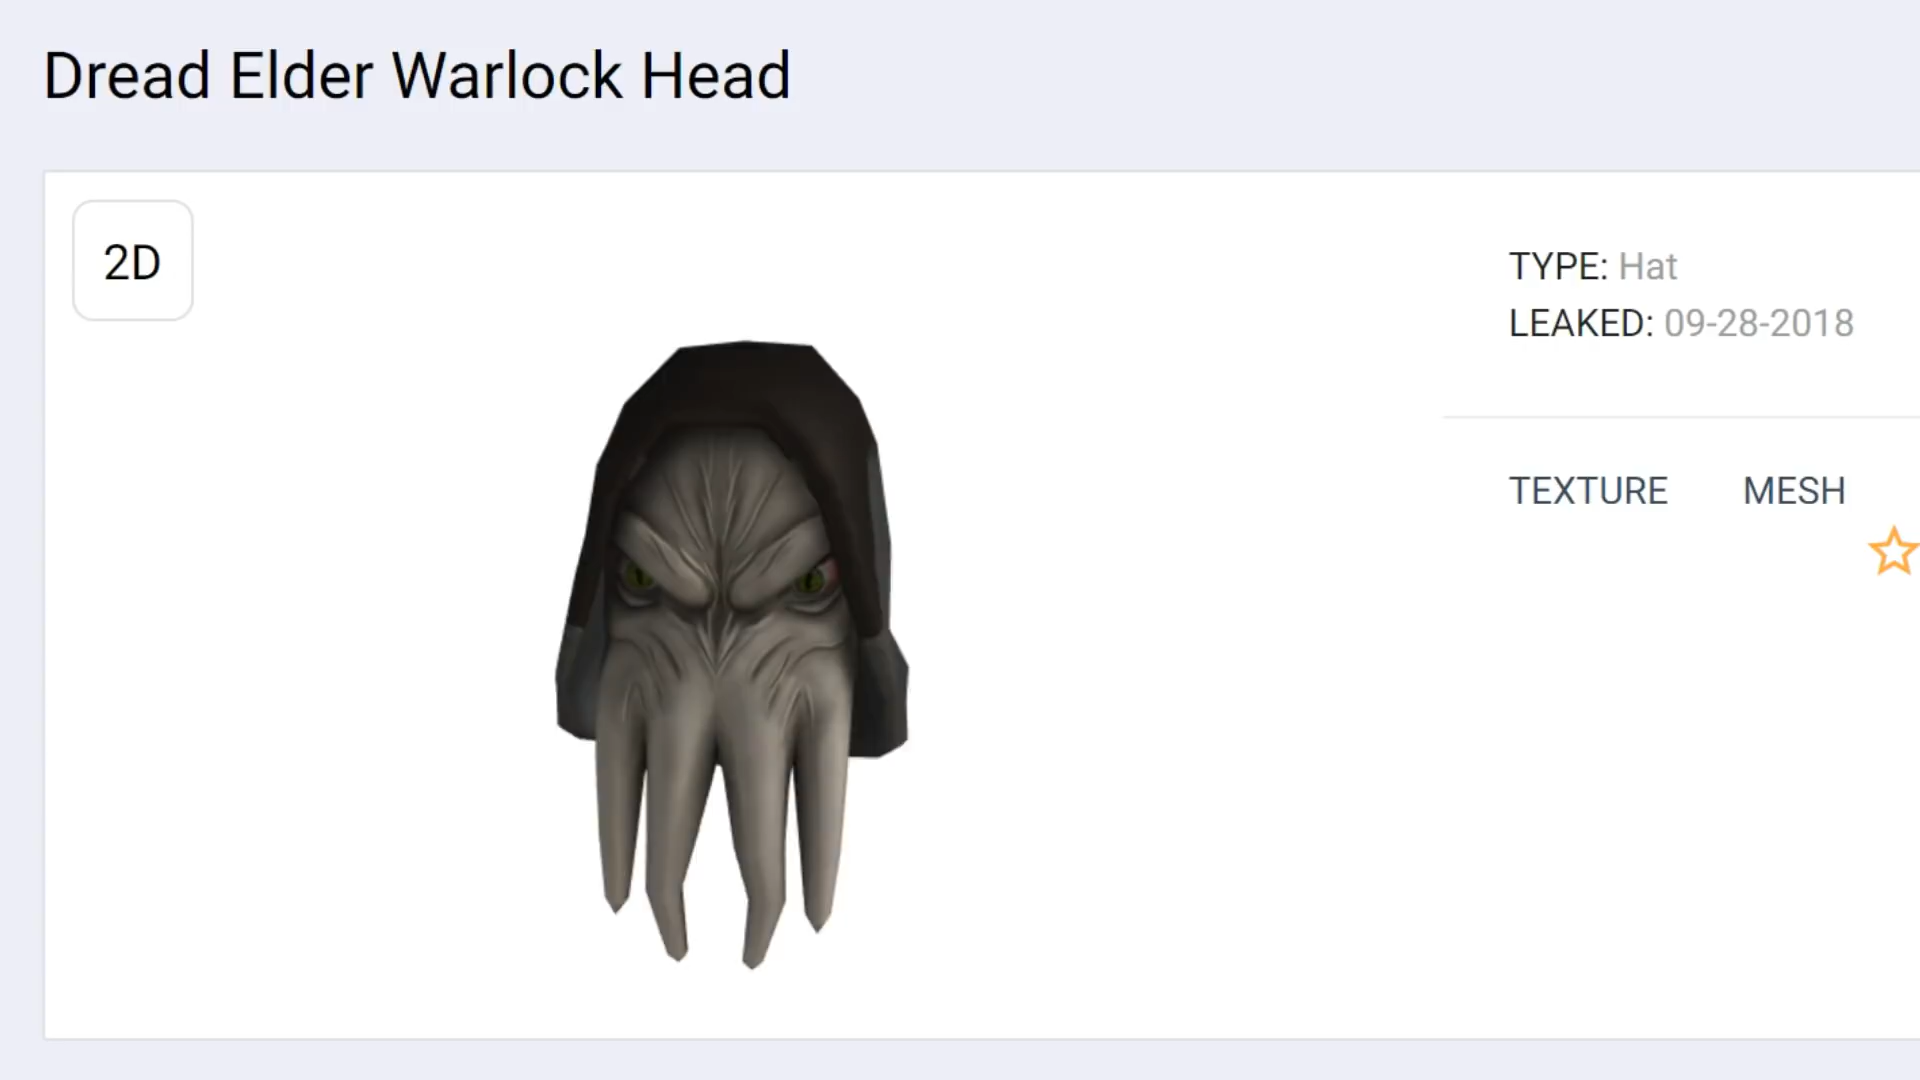 Dread Elder Warlock Head
2D
TYPE: Hat
LEAKED: 09-28-2018
TEXTURE MESH